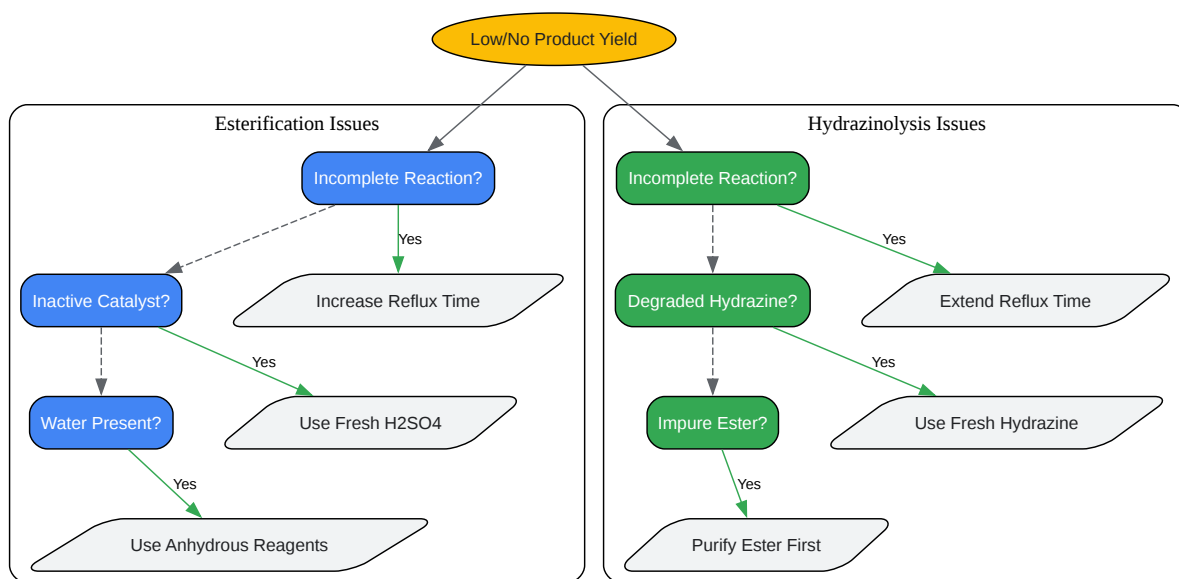 Low/No Product Yield
Esterification Issues
Incomplete Reaction?
Yes
Inactive Catalyst?
Increase Reflux Time
Yes
Water Present?
Use Fresh H2SO4
Yes
Use Anhydrous Reagents
Hydrazinolysis Issues
Incomplete Reaction?
Yes
Degraded Hydrazine?
Extend Reflux Time
Yes
Impure Ester?
Use Fresh Hydrazine
Yes
Purify Ester First